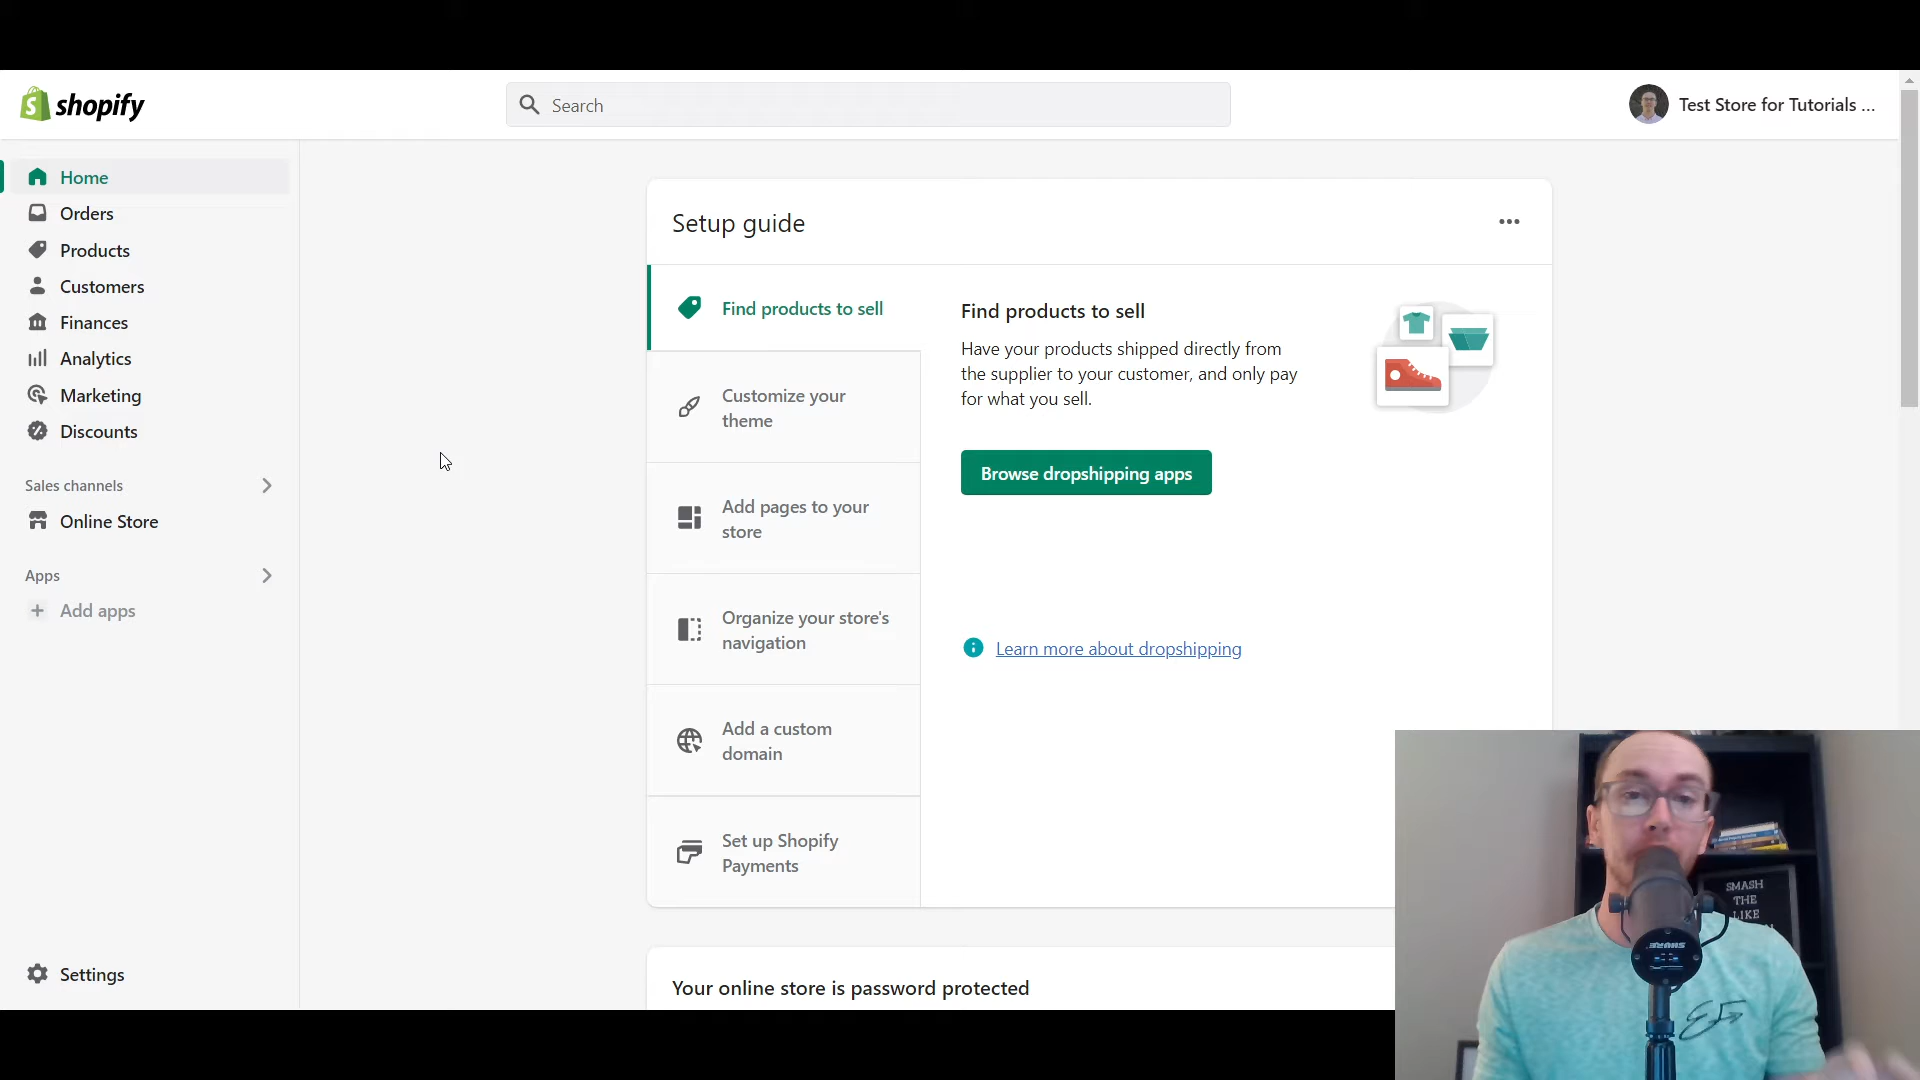 shopify
Search
Test Store for Tutorials ...
Home
Orders
Products
Customers
Finances
Analytics
Marketing
Discounts
Sales channels
Online Store
Apps
Add apps
Settings
Setup guide
Find products to sell
Customize your
theme
Add pages to your
store
Organize your store's
navigation
Add a custom
domain
Set up Shopify
Payments
Find products to sell
Have your products shipped directly from
the supplier to your customer, and only pay
for what you sell.
Browse dropshipping apps
Learn more about dropshipping
Your online store is password protected
SMASH
THE
LIKE
SHURE